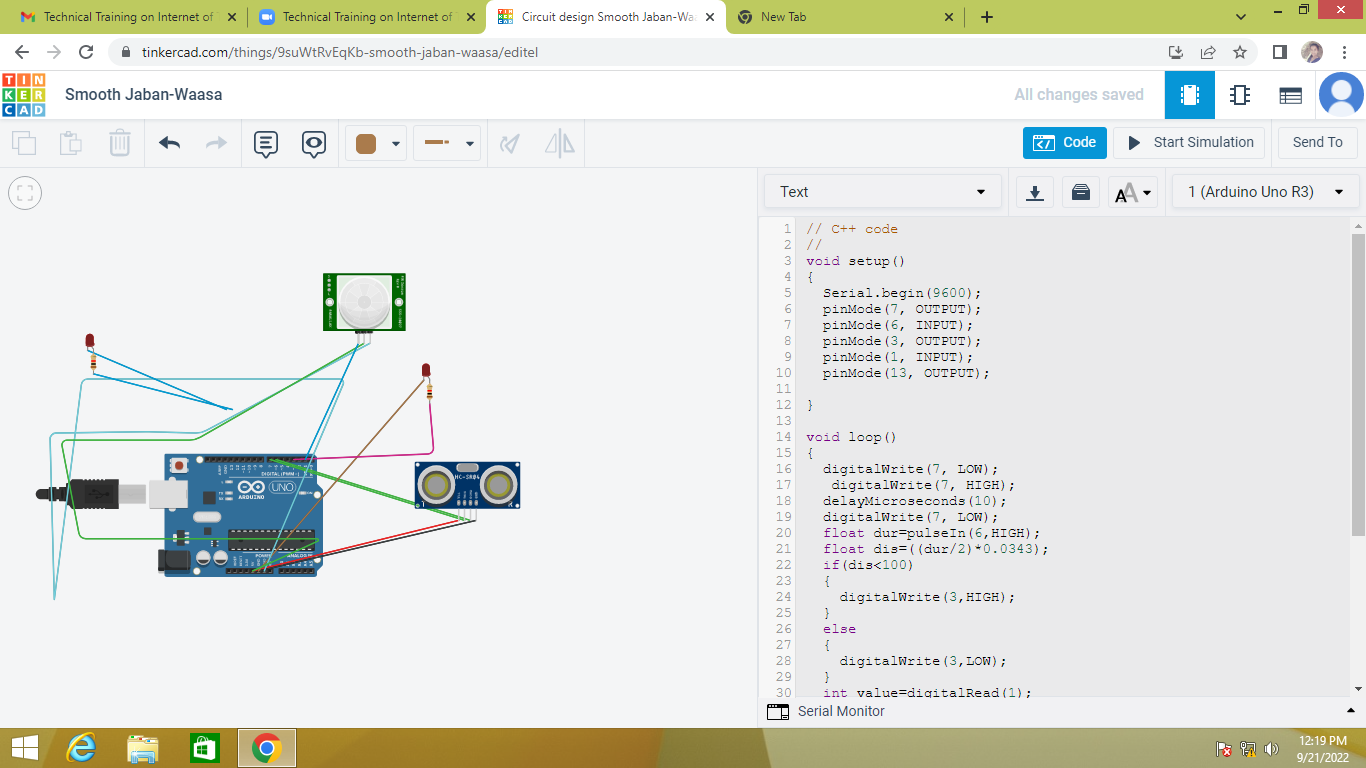 Technical Training on Internet of
Technical Training on Internet of
Circuit design Smooth Jaban-Wa
New Tab
tinkercad.com/things/9suWtRvEqKb-smooth-jaban-waasa/editel
TIN
KER
CAD
Smooth Jaban-Waasa
All changes saved
Code
Start Simulation
Send To
Text
1 (Arduino Uno R3)
1 // C++ code
2 //
3 void setup()
4 {
5 Serial.begin(9600);
6 pinMode(7, OUTPUT);
7 pinMode(6, INPUT);
8 pinMode(3, OUTPUT);
9 pinMode(1, INPUT);
10 pinMode(13, OUTPUT);
11
12 }
13
14 void loop()
15 {
16 digitalWrite(7, LOW);
17 digitalWrite(7, HIGH);
18 delayMicroseconds(10);
19 digitalWrite(7, LOW);
20 float dur=pulseIn(6,HIGH);
21 float dis=((dur/2)*0.0343);
22 if(dis<100)
23 {
24 digitalWrite(3,HIGH);
25 }
26 else
27 {
28 digitalWrite(3,LOW);
29 }
30 int value=digitalRead(1);
DIGITAL (PWM~)
UNO
ARDUINO
HC-SR04
POWER
ANALOG IN
Serial Monitor
12:19 PM
9/21/2022